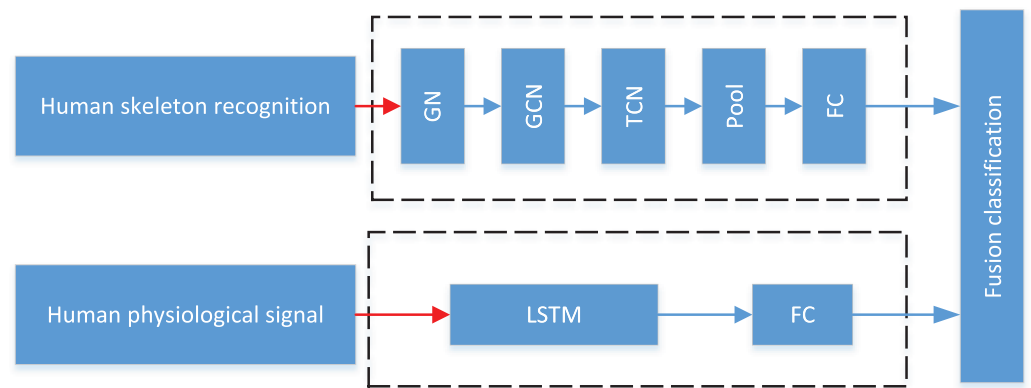 Human skeleton recognition
GN
GCN
TCN
Pool
FC
Fusion classification
Human physiological signal
LSTM
FC